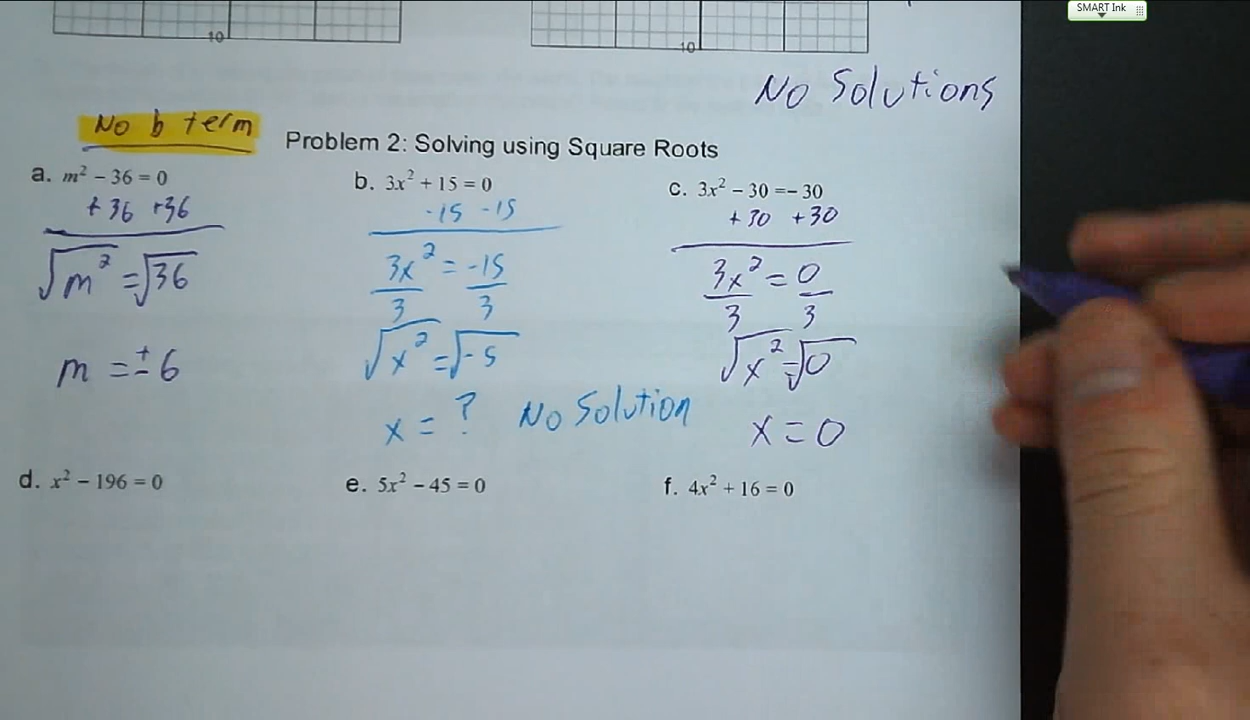 SMART Ink
10
10
No Solutions
No b term
Problem 2: Solving using Square Roots
a. m² - 36 = 0
+36 +36
√m² = √36
m = ± 6
b. 3x² + 15 = 0
-15 -15
3x² = -15
3 3
√x² = √-5
x = ? No Solution
c. 3x² - 30 = - 30
+30 +30
3x² = 0
3 3
√x² = √0
x = 0
d. x² - 196 = 0
e. 5x² - 45 = 0
f. 4x² + 16 = 0